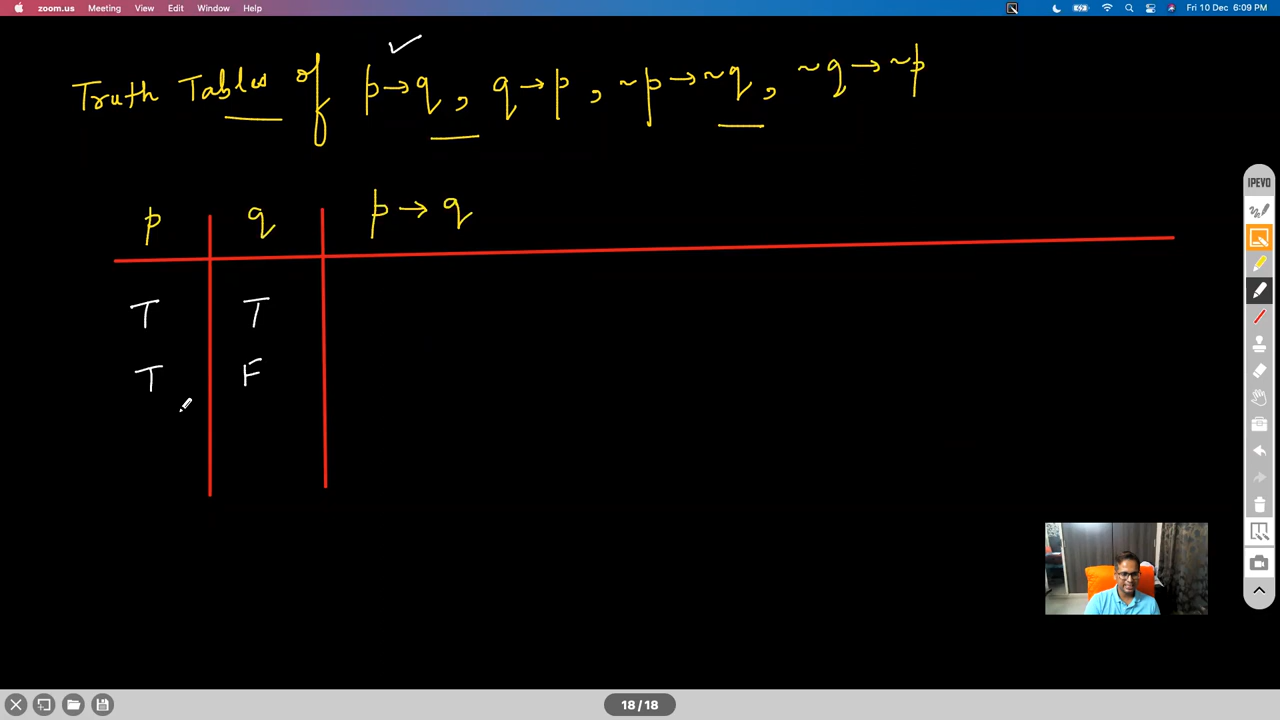 zoom.us Meeting View Edit Window Help Fri 10 Dec 6:09 PM
Truth Tables of p→q, q→p, ~p→~q, ~q→~p
IPEVO
p q p→q
T T
T F
18/18